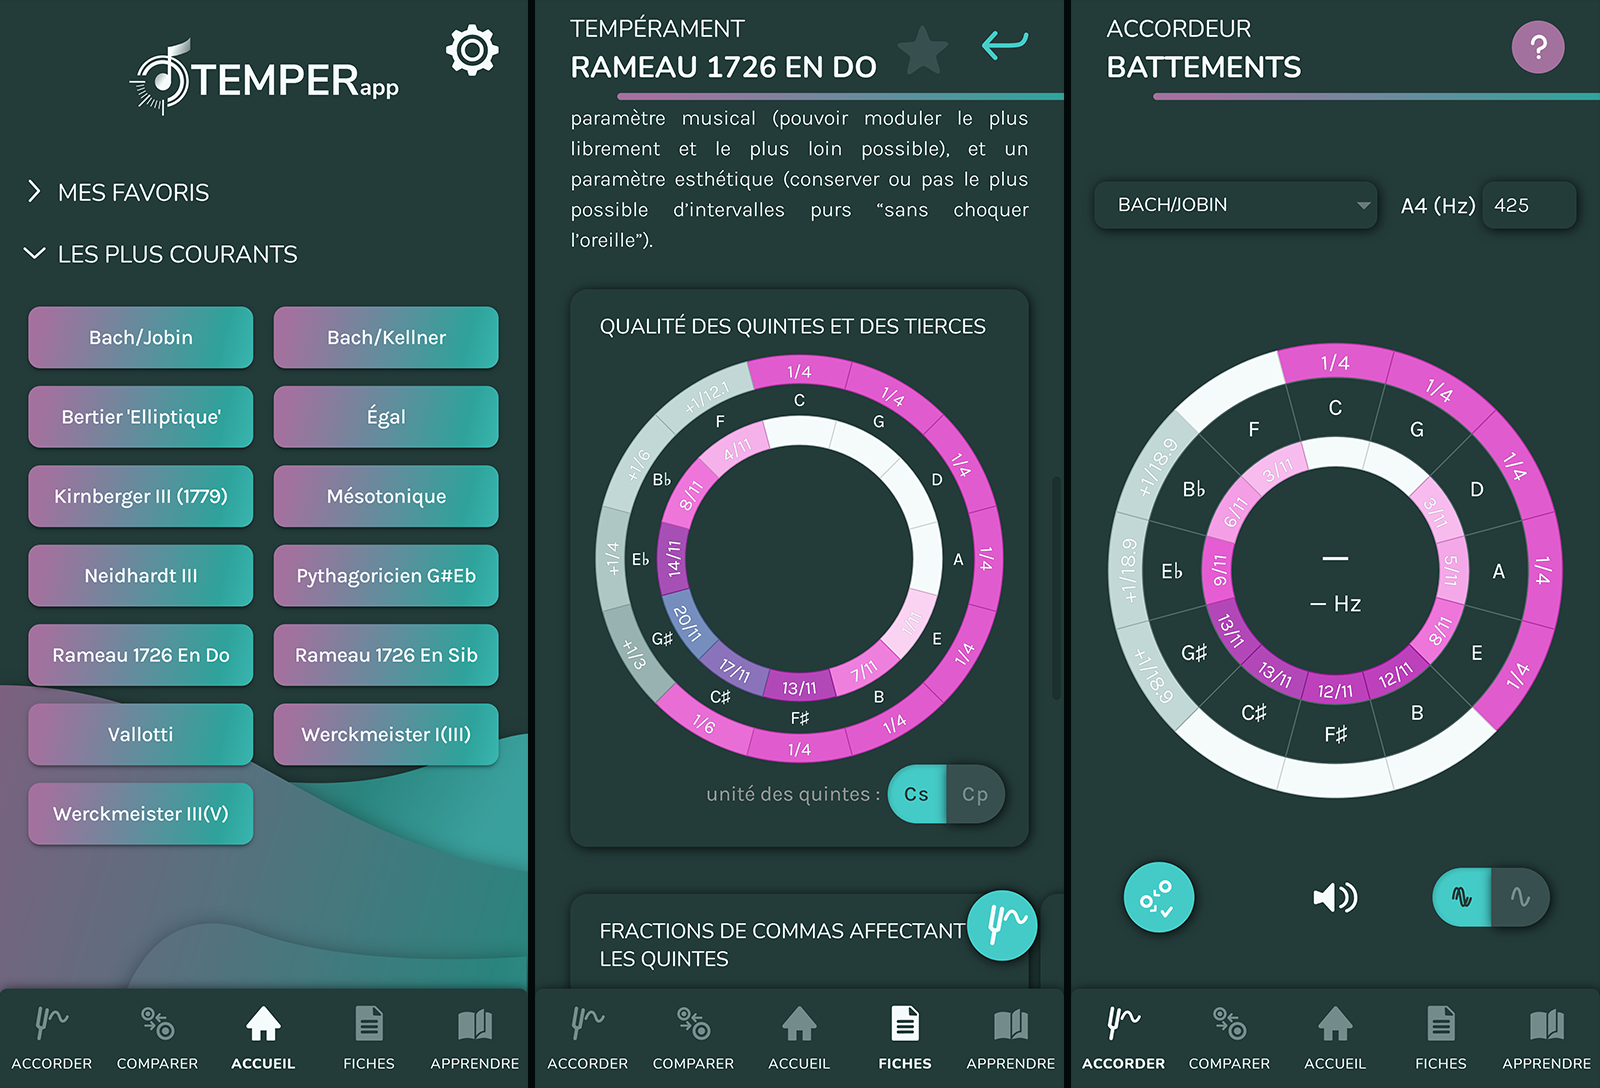 TEMPERapp
MES FAVORIS
LES PLUS COURANTS
Bach/Jobin
Bach/Kellner
Bertier 'Elliptique'
Égal
Kirnberger III (1779)
Mésotonique
Neidhardt III
Pythagoricien G#Eb
Rameau 1726 En Do
Rameau 1726 En Sib
Vallotti
Werckmeister I(III)
Werckmeister III(V)
ACCORDER
COMPARER
ACCUEIL
FICHES
APPRENDRE
TEMPÉRAMENT
RAMEAU 1726 EN DO
paramètre musical (pouvoir moduler le plus
librement et le plus loin possible), et un
paramètre esthétique (conserver ou pas le plus
possible d'intervalles purs “sans choquer
l'oreille”).
QUALITÉ DES QUINTES ET DES TIERCES
1/4
1/4
1/4
1/4
1/4
1/4
1/4
1/6
+1/3
+1/4
+1/6
+1/12.1
C
G
D
A
E
B
F♯
C♯
G♯
E♭
B♭
F
1/11
7/11
13/11
17/11
20/11
14/11
8/11
4/11
unité des quintes :
Cs
Cp
FRACTIONS DE COMMAS AFFECTANT
LES QUINTES
ACCORDER
COMPARER
ACCUEIL
FICHES
APPRENDRE
ACCORDEUR
BATTEMENTS
?
BACH/JOBIN
A4 (Hz)
425
1/4
1/4
1/4
1/4
1/4
+1/18.9
+1/18.9
+1/18.9
C
G
D
A
E
B
F♯
C♯
G♯
E♭
B♭
F
3/11
5/11
8/11
12/11
12/11
13/11
13/11
9/11
6/11
3/11
—
– Hz
ACCORDER
COMPARER
ACCUEIL
FICHES
APPRENDRE